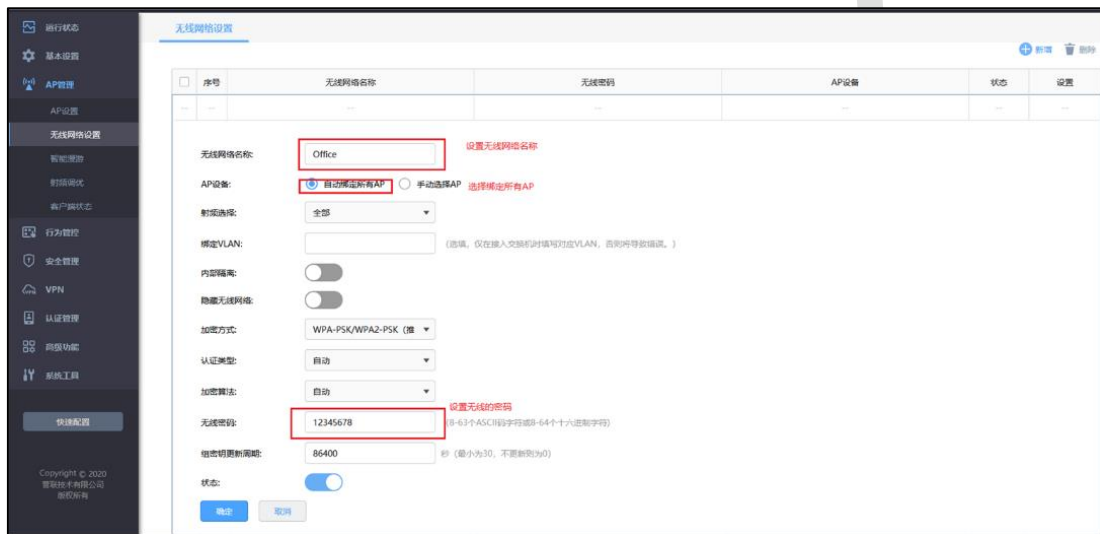 运行状态
基本设置
AP管理
AP设置
无线网络设置
智能漫游
射频调优
客户端状态
行为管控
安全管理
VPN
认证管理
高级功能
系统工具
快速配置
Copyright © 2020
普联技术有限公司
版权所有
无线网络设置
新增 删除
序号 无线网络名称 无线密码 AP设备 状态 设置
--- --- --- --- --- --- ---
无线网络名称: Office 设置无线网络名称
AP设备: 自动绑定所有AP 手动选择AP 选择绑定所有AP
射频选择: 全部
绑定VLAN: (选填，仅在接入交换机时填写对应VLAN，否则将导致错误。)
内部隔离:
隐藏无线网络:
加密方式: WPA-PSK/WPA2-PSK (推
认证类型: 自动
加密算法: 自动
设置无线的密码
无线密码: 12345678 (8-63个ASCII码字符或8-64个十六进制字符)
组密钥更新周期: 86400 秒 (最小为30，不更新则为0)
状态:
确定 取消